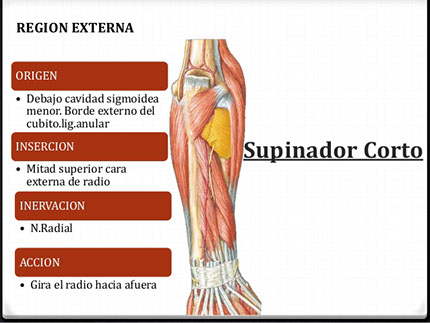 REGION EXTERNA
ORIGEN
• Debajo cavidad sigmoidea
menor. Borde externo del
cubito.lig.anular
INSERCION
• Mitad superior cara
externa de radio
INERVACION
• N.Radial
ACCION
• Gira el radio hacia afuera
Supinador Corto